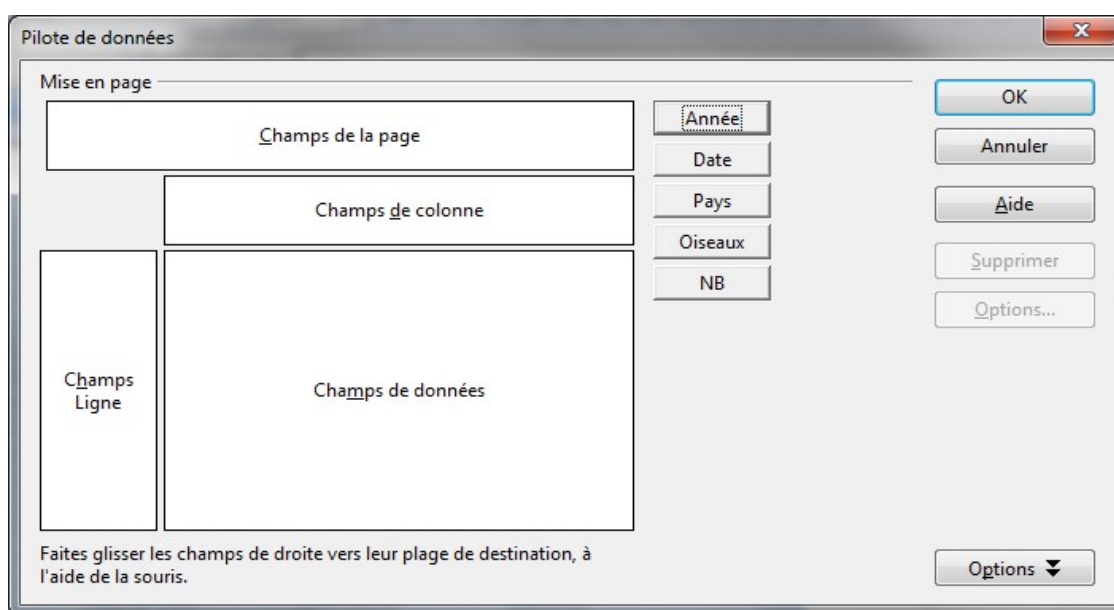 Pilote de données
Mise en page
Champs de la page
Champs de colonne
Champs
Ligne
Champs de données
Année
Date
Pays
Oiseaux
NB
OK
Annuler
Aide
Supprimer
Options...
Faites glisser les champs de droite vers leur plage de destination, à
l'aide de la souris.
Options